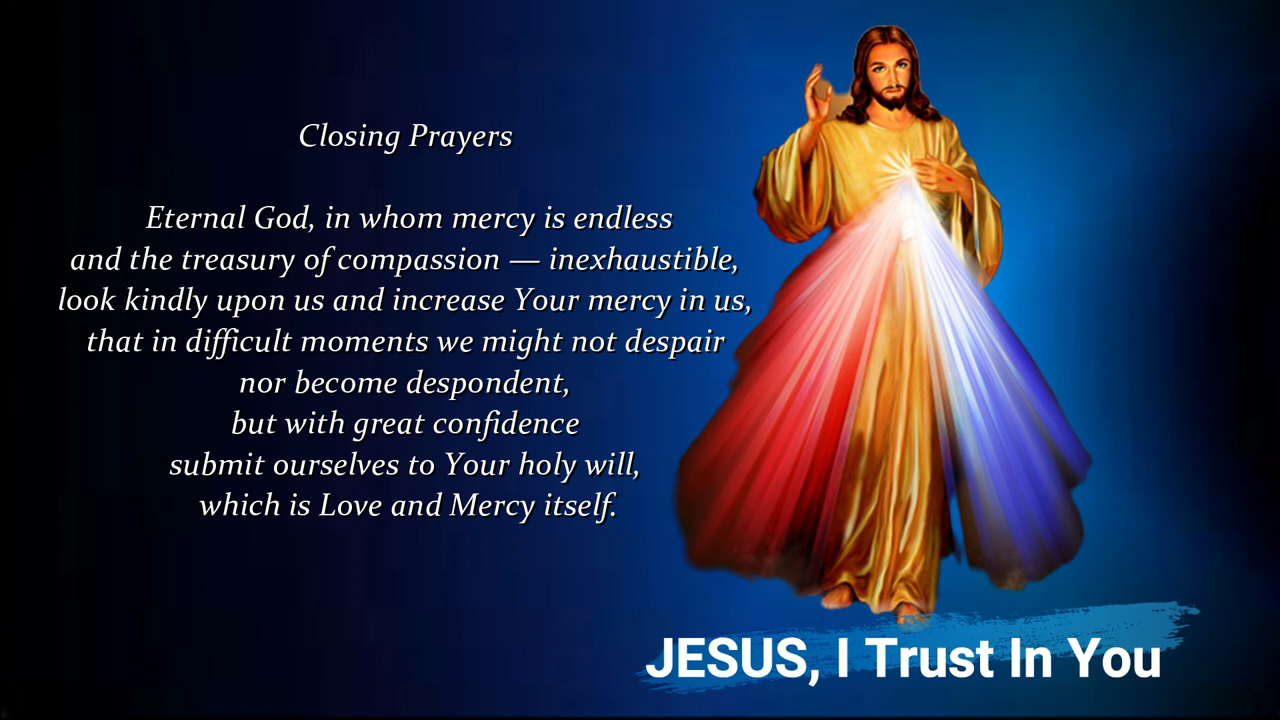 Closing Prayers
Eternal God, in whom mercy is endless
and the treasury of compassion — inexhaustible,
look kindly upon us and increase Your mercy in us,
that in difficult moments we might not despair
nor become despondent,
but with great confidence
submit ourselves to Your holy will,
which is Love and Mercy itself.
JESUS, I Trust In You